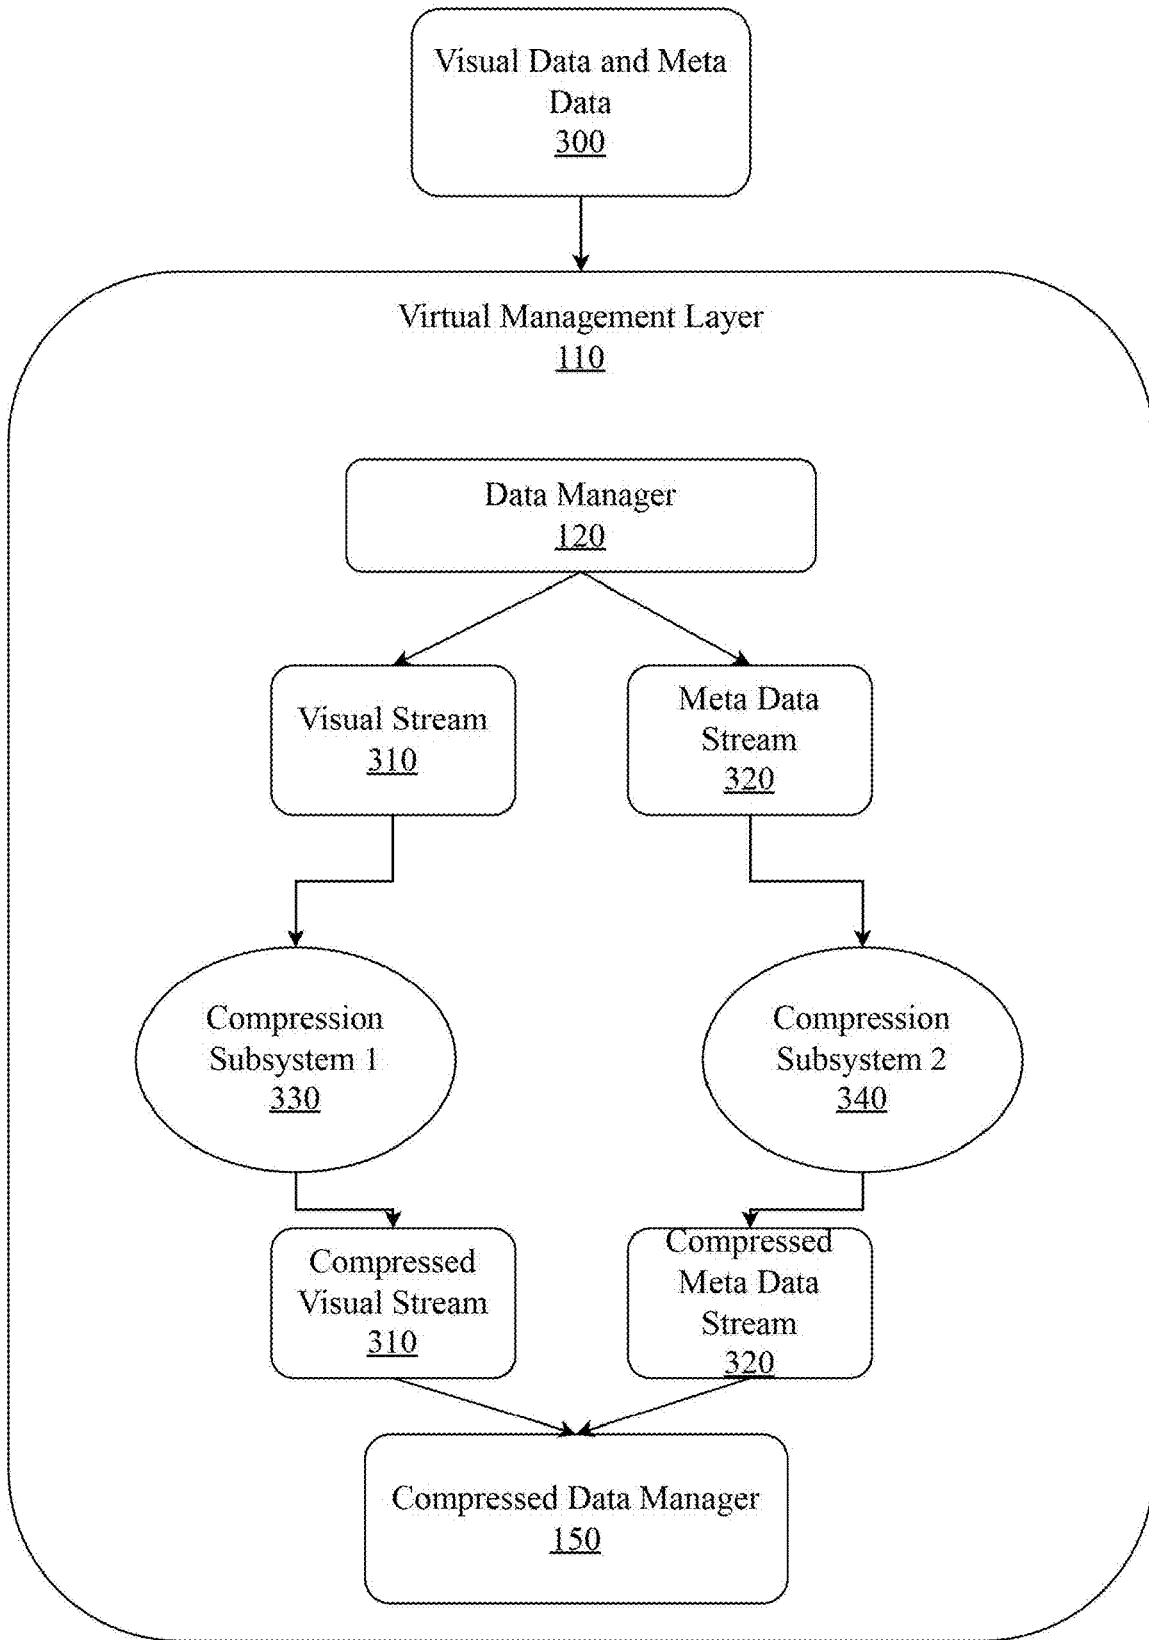 Visual Data and Meta
Data
300
Virtual Management Layer
110
Data Manager
120
Visual Stream
310
Meta Data
Stream
320
Compression
Subsystem 1
330
Compression
Subsystem 2
340
Compressed
Visual Stream
310
Compressed
Meta Data
Stream
320
Compressed Data Manager
150